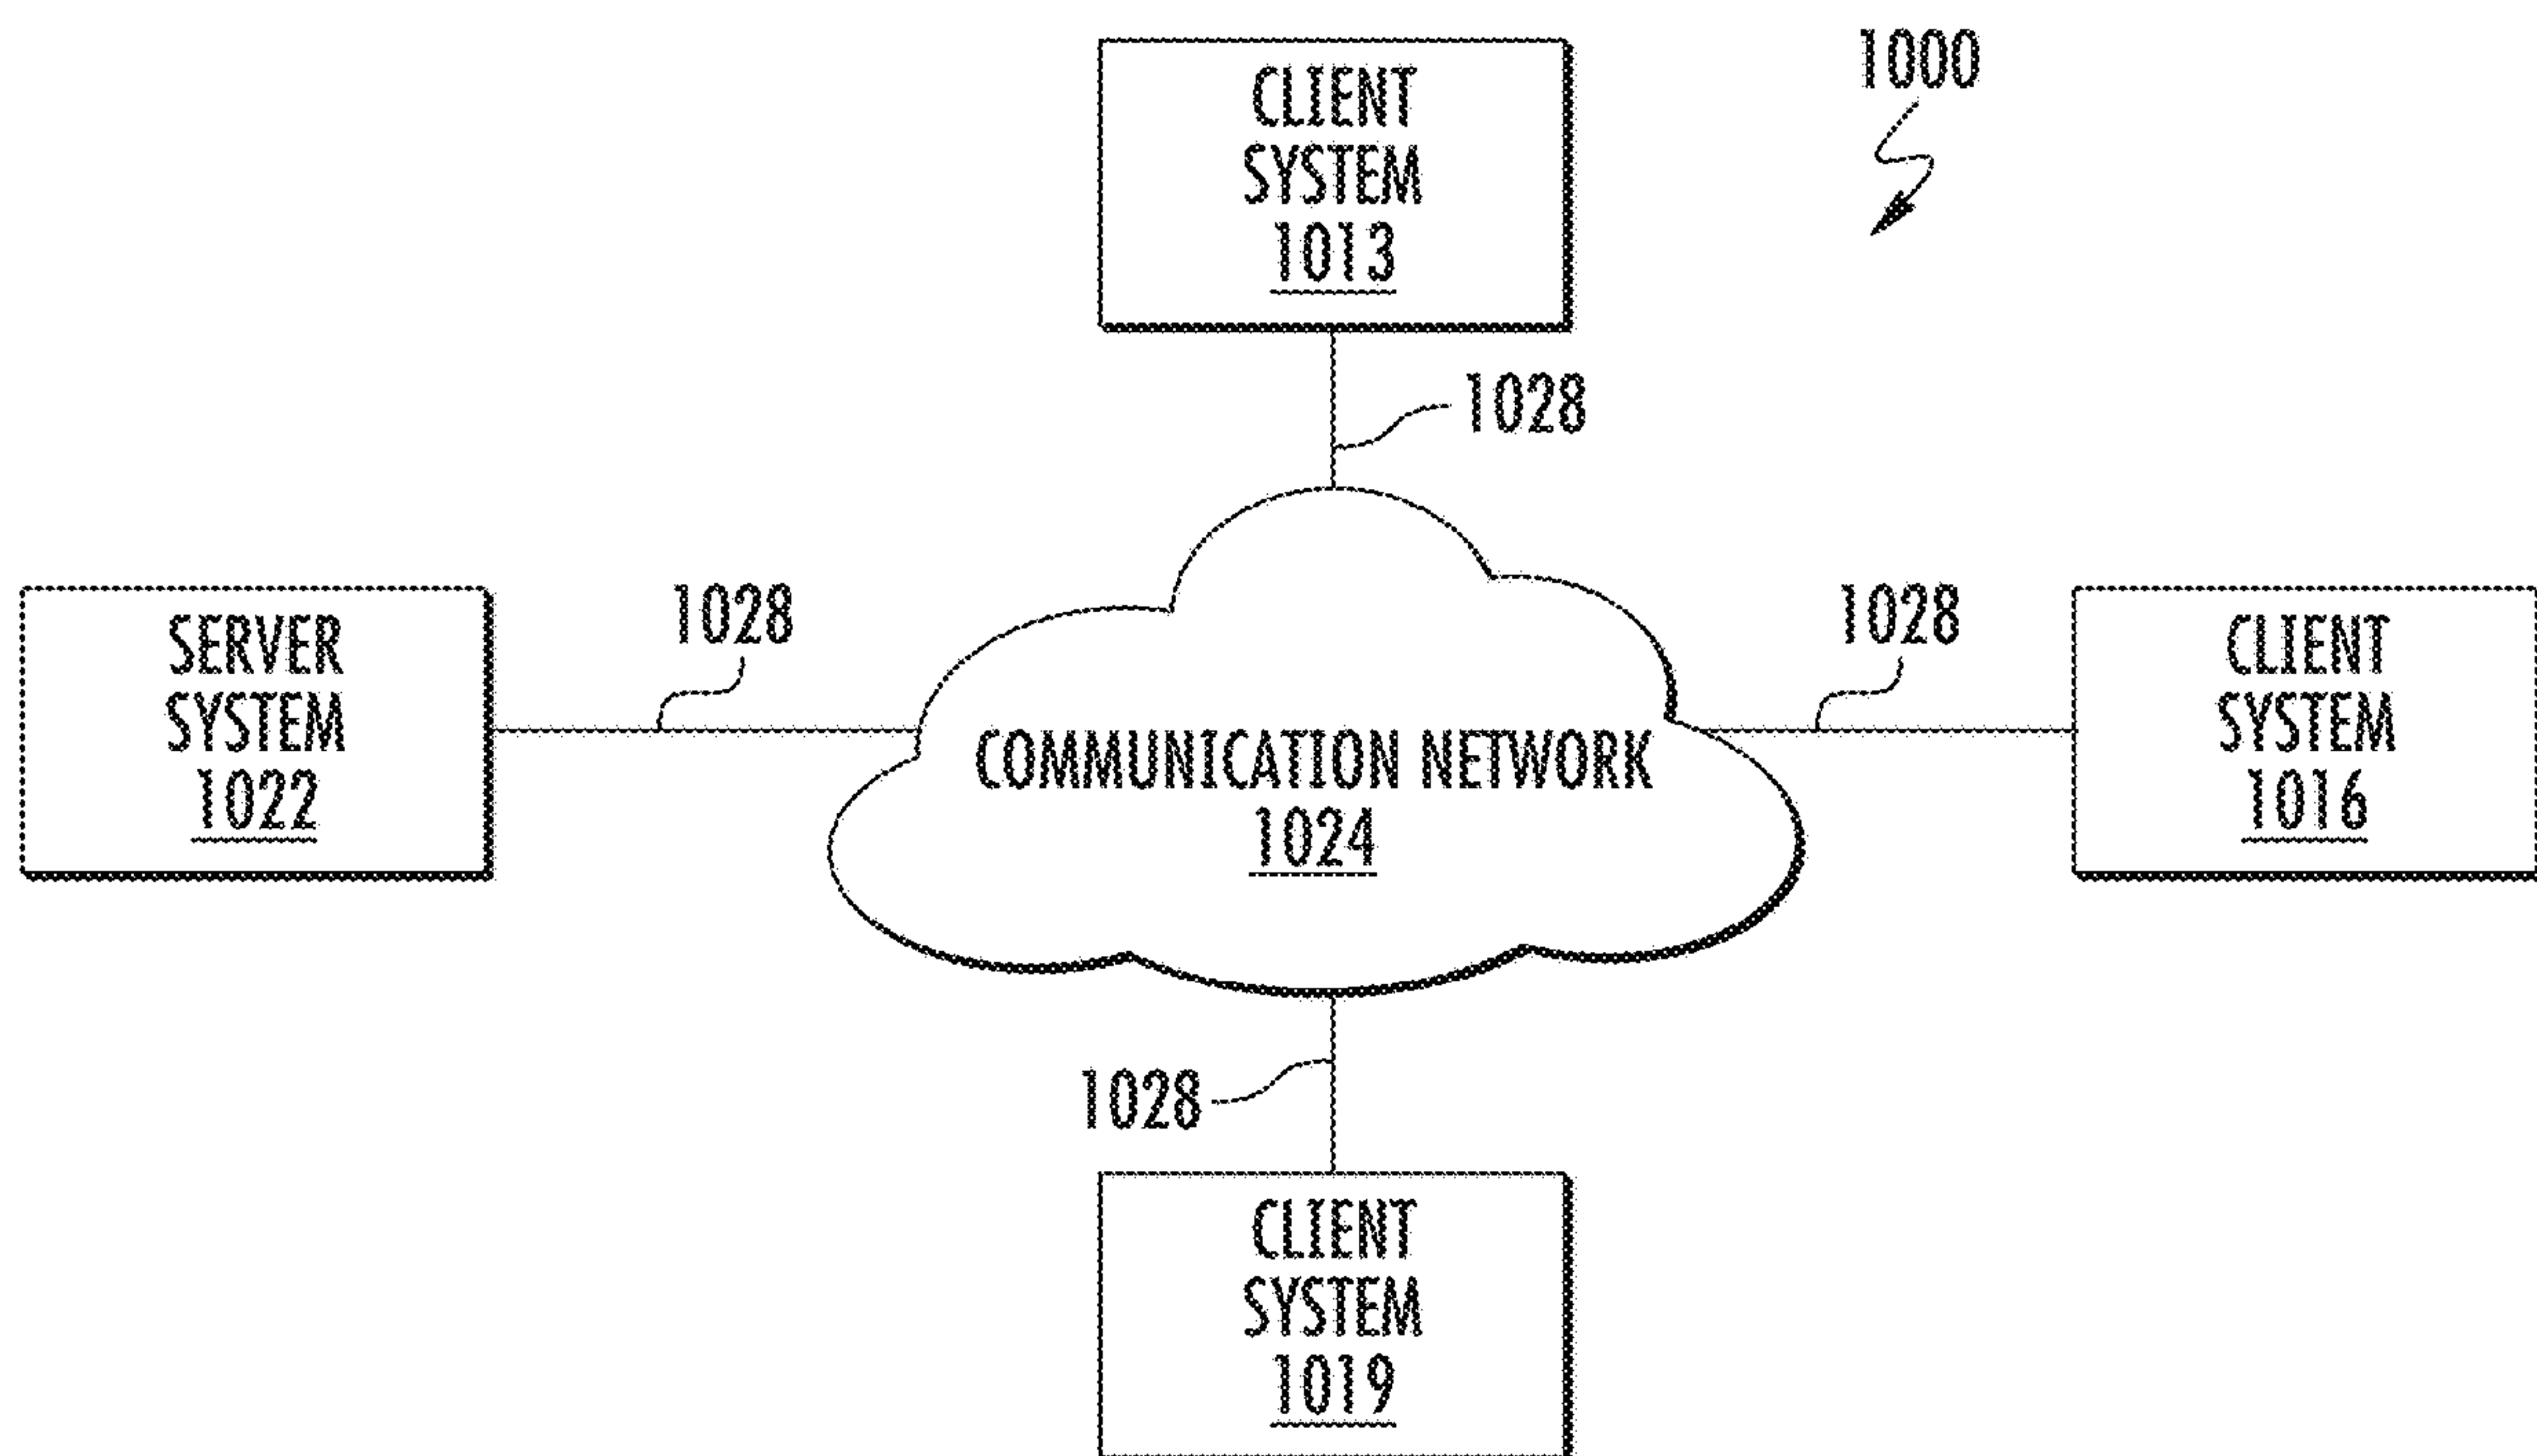 1000
CLIENT
SYSTEM
1013
1028
SERVER
SYSTEM
1022
1028
COMMUNICATION NETWORK
1024
1028
CLIENT
SYSTEM
1016
1028
CLIENT
SYSTEM
1019